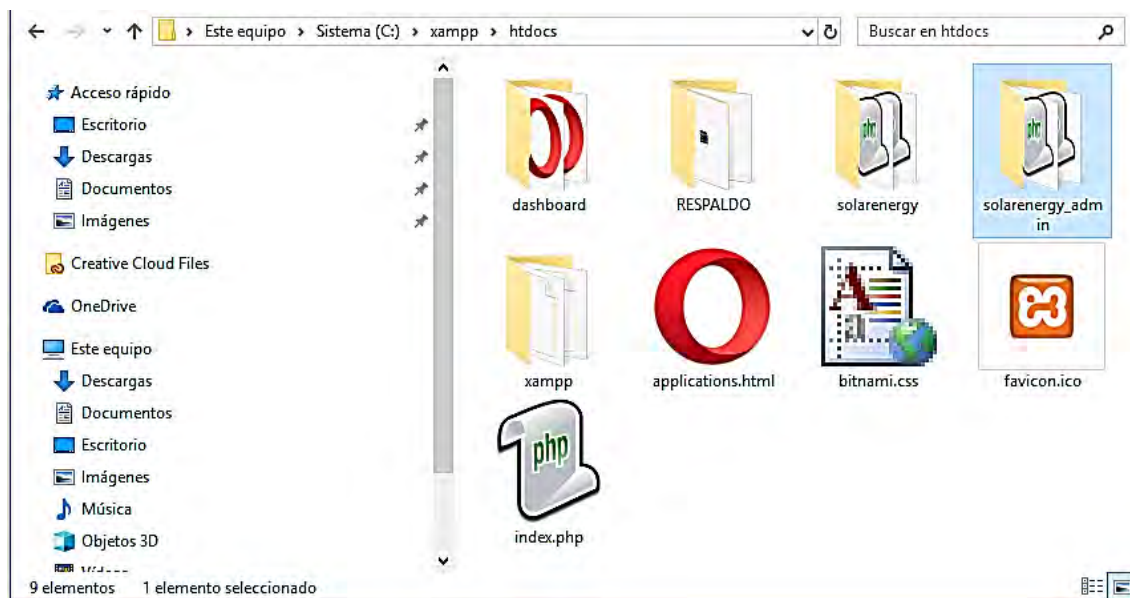 Este equipo > Sistema (C:) > xampp > htdocs
Buscar en htdocs
Acceso rápido
Escritorio
Descargas
Documentos
Imágenes
Creative Cloud Files
OneDrive
Este equipo
Descargas
Documentos
Escritorio
Imágenes
Música
Objetos 3D
dashboard
RESPALDO
solarenergy
solarenergy_adm
in
xampp
applications.html
bitnami.css
favicon.ico
php
index.php
9 elementos 1 elemento seleccionado